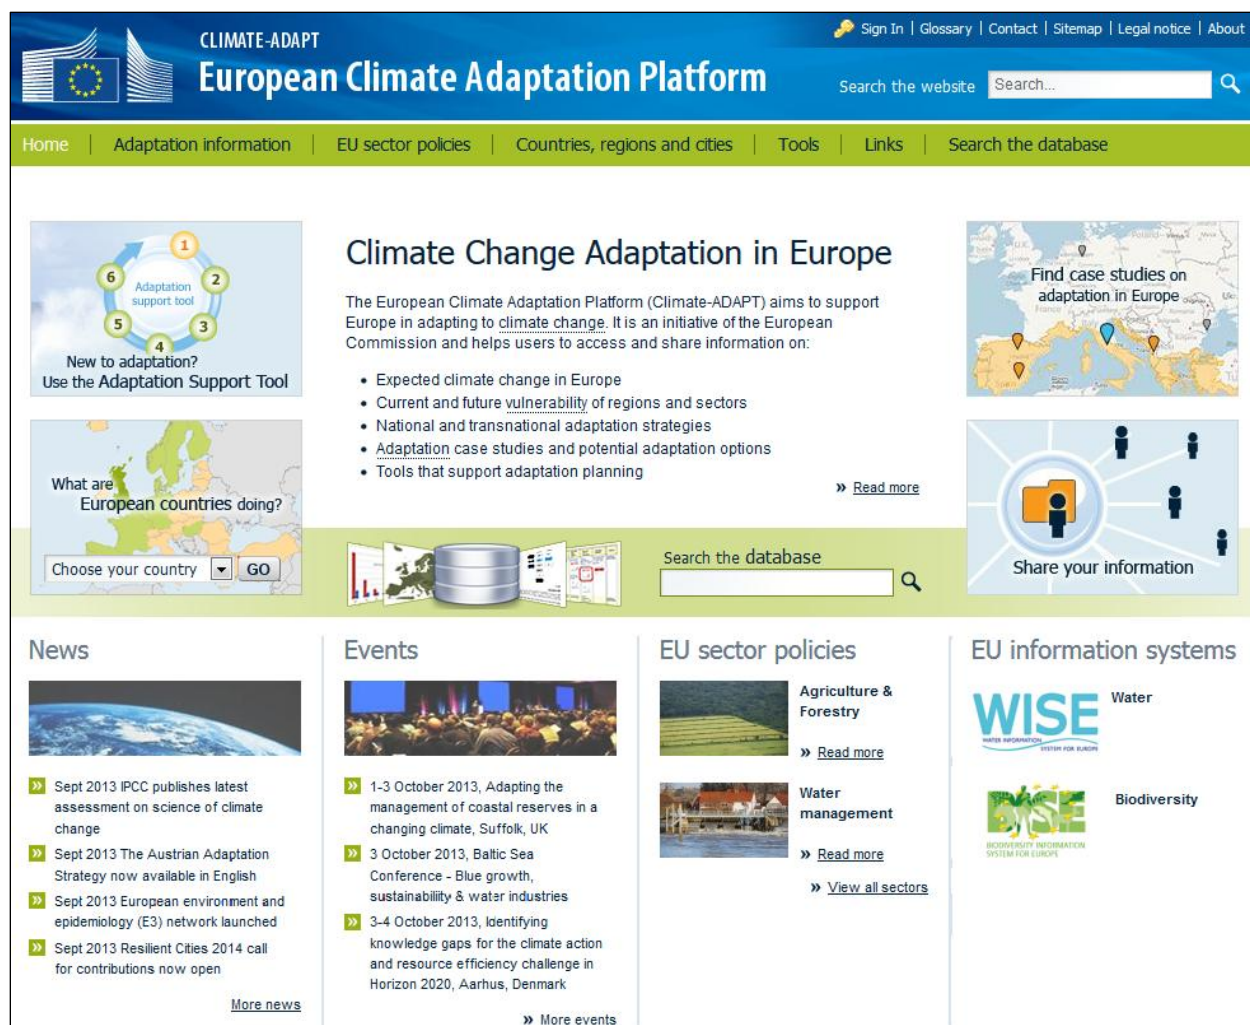 CLIMATE-ADAPT
European Climate Adaptation Platform
Sign In | Glossary | Contact | Sitemap | Legal notice | About
Search the website Search...
Home | Adaptation information | EU sector policies | Countries, regions and cities | Tools | Links | Search the database
1
2
3
4
5
6
Adaptation
support tool
New to adaptation?
Use the Adaptation Support Tool
What are
European countries doing?
Choose your country GO
Climate Change Adaptation in Europe
The European Climate Adaptation Platform (Climate-ADAPT) aims to support
Europe in adapting to climate change. It is an initiative of the European
Commission and helps users to access and share information on:
• Expected climate change in Europe
• Current and future vulnerability of regions and sectors
• National and transnational adaptation strategies
• Adaptation case studies and potential adaptation options
• Tools that support adaptation planning
» Read more
Search the database
Find case studies on
adaptation in Europe
Share your information
News
» Sept 2013 IPCC publishes latest
assessment on science of climate
change
» Sept 2013 The Austrian Adaptation
Strategy now available in English
» Sept 2013 European environment and
epidemiology (E3) network launched
» Sept 2013 Resilient Cities 2014 call
for contributions now open
More news
Events
» 1-3 October 2013, Adapting the
management of coastal reserves in a
changing climate, Suffolk, UK
» 3 October 2013, Baltic Sea
Conference - Blue growth,
sustainability & water industries
» 3-4 October 2013, Identifying
knowledge gaps for the climate action
and resource efficiency challenge in
Horizon 2020, Aarhus, Denmark
» More events
EU sector policies
Agriculture &
Forestry
» Read more
Water
management
» Read more
» View all sectors
EU information systems
WISE
WATER INFORMATION
SYSTEM FOR EUROPE
Water
BISE
BIODIVERSITY INFORMATION
SYSTEM FOR EUROPE
Biodiversity